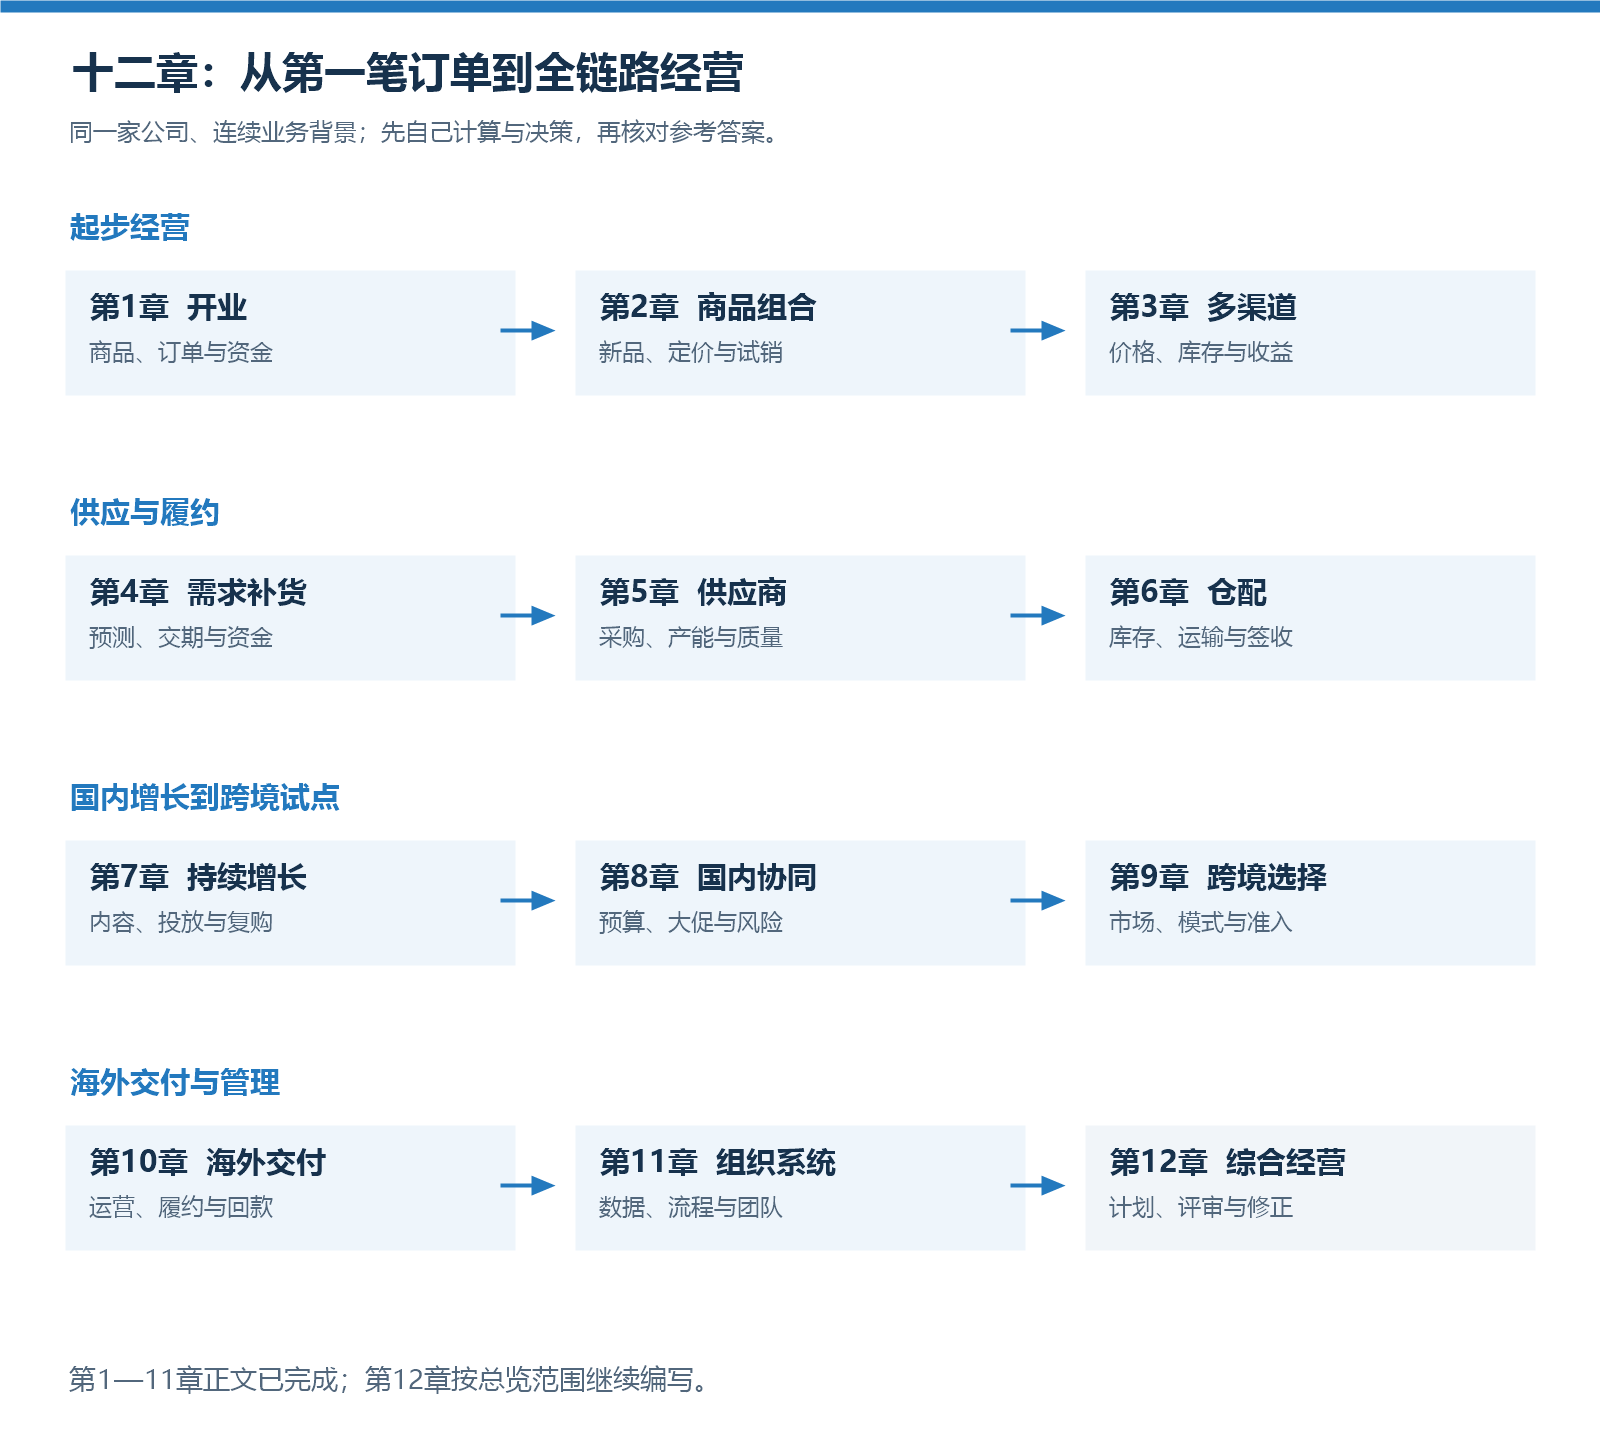 十二章：从第一笔订单到全链路经营
同一家公司、连续业务背景；先自己计算与决策，再核对参考答案。
起步经营
第1章 开业
商品、订单与资金
第2章 商品组合
新品、定价与试销
第3章 多渠道
价格、库存与收益
供应与履约
第4章 需求补货
预测、交期与资金
第5章 供应商
采购、产能与质量
第6章 仓配
库存、运输与签收
国内增长到跨境试点
第7章 持续增长
内容、投放与复购
第8章 国内协同
预算、大促与风险
第9章 跨境选择
市场、模式与准入
海外交付与管理
第10章 海外交付
运营、履约与回款
第11章 组织系统
数据、流程与团队
第12章 综合经营
计划、评审与修正
第1—11章正文已完成；第12章按总览范围继续编写。